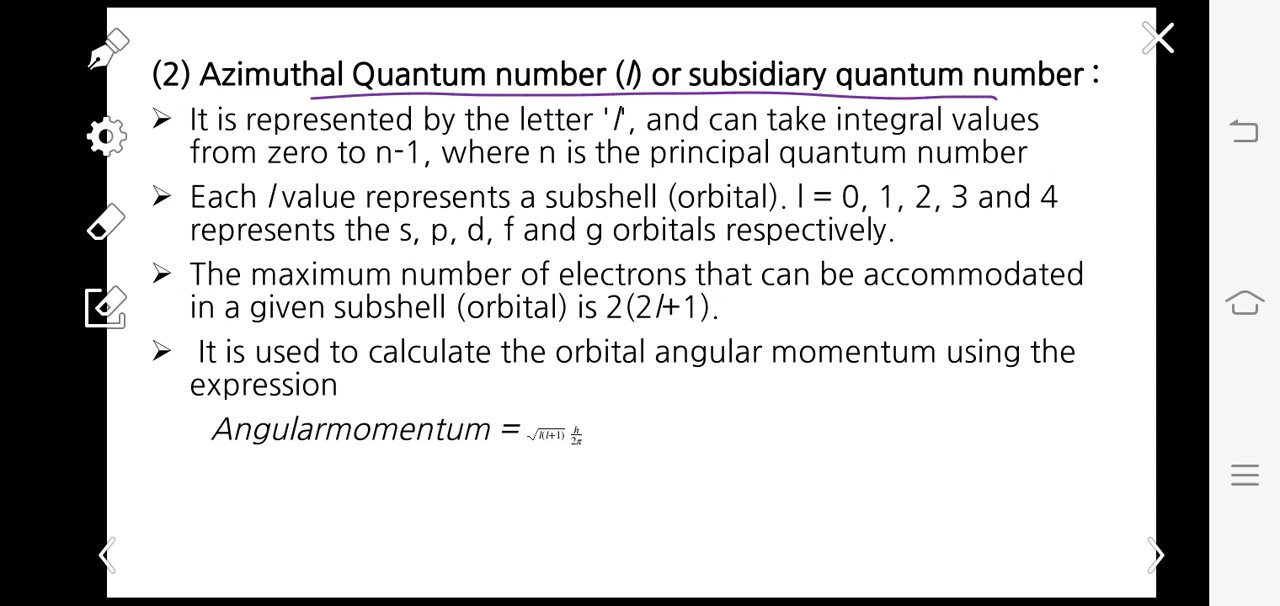 (2) Azimuthal Quantum number (l) or subsidiary quantum number :
➢ It is represented by the letter 'l', and can take integral values
from zero to n-1, where n is the principal quantum number
➢ Each l value represents a subshell (orbital). l = 0, 1, 2, 3 and 4
represents the s, p, d, f and g orbitals respectively.
➢ The maximum number of electrons that can be accommodated
in a given subshell (orbital) is 2(2l+1).
➢ It is used to calculate the orbital angular momentum using the
expression
Angularmomentum = √l(l+1) h/2π